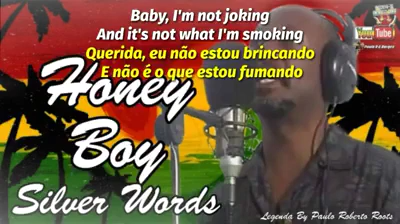 Baby, I'm not joking
And it's not what I'm smoking
Querida, eu não estou brincando
E não é o que estou fumando
Honey
Boy
Silver Words
Legenda By Paulo Roberto Roots